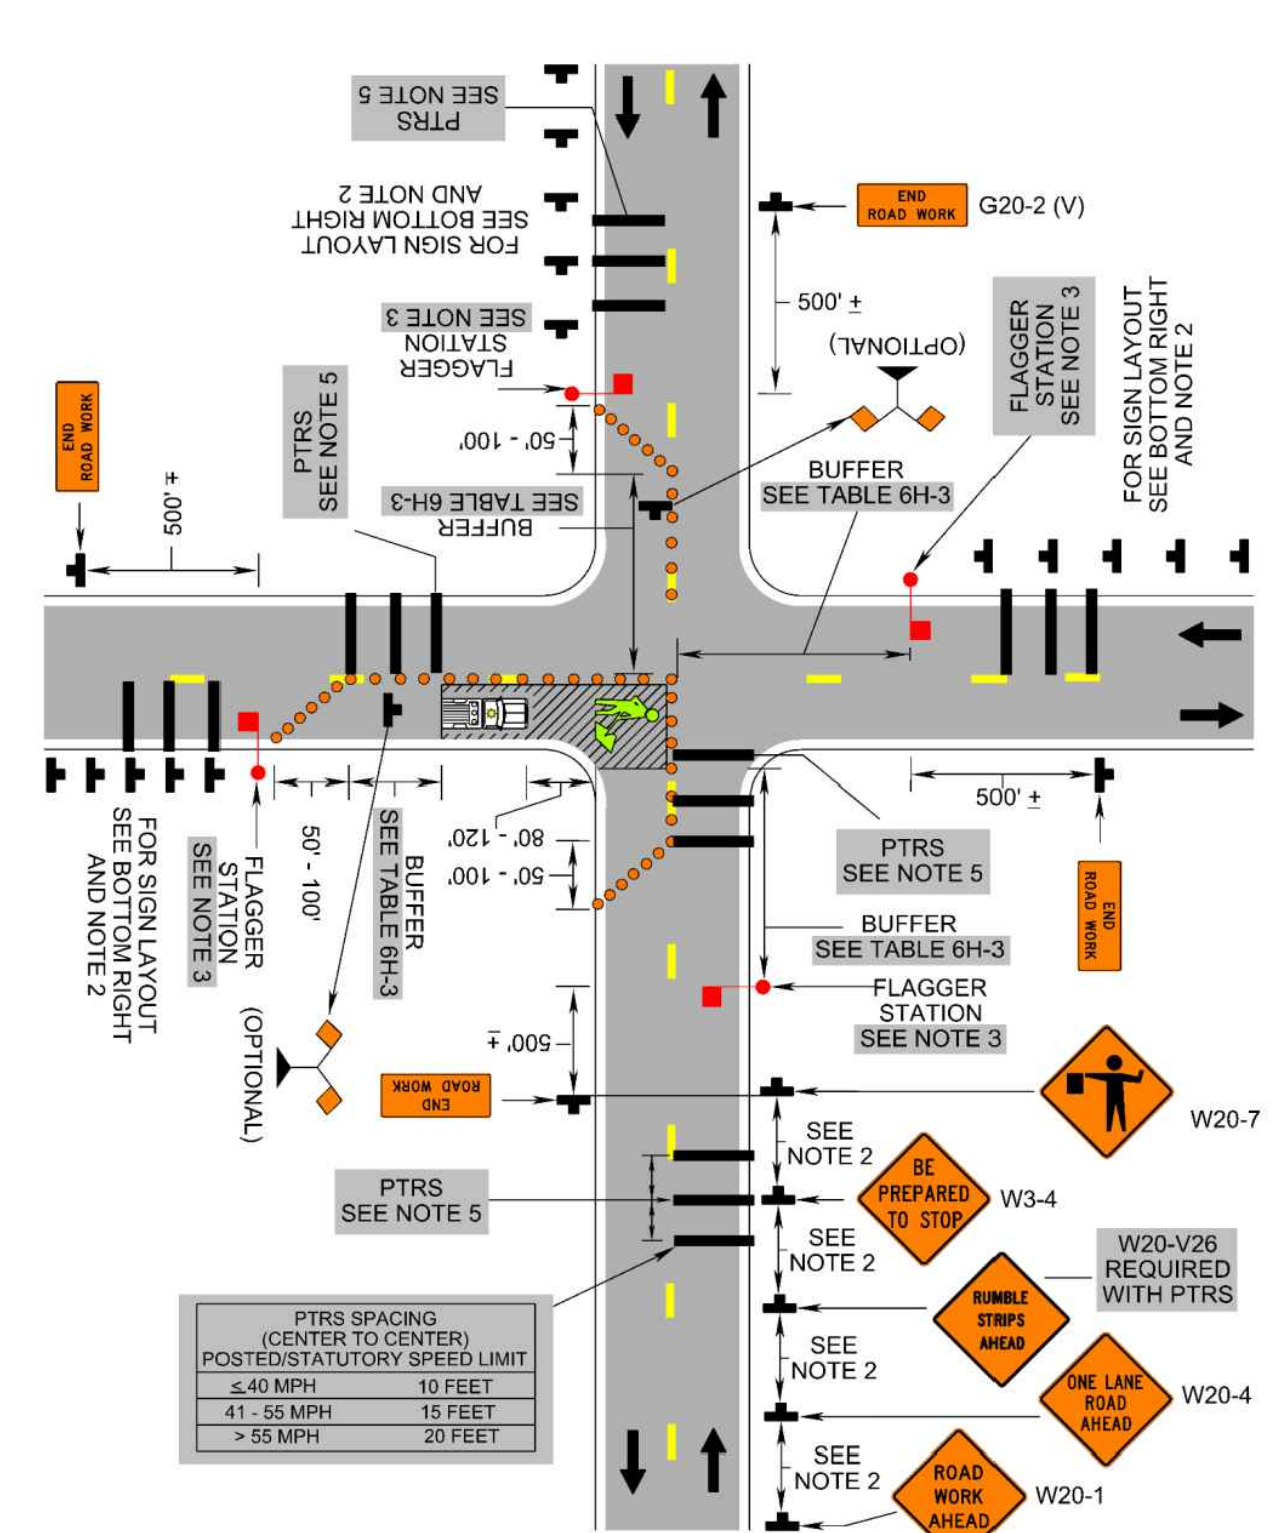 PTRS
SEE NOTE 5
FOR SIGN LAYOUT
SEE BOTTOM RIGHT
AND NOTE 2
END
ROAD WORK
G20-2 (V)
500' ±
(OPTIONAL)
FLAGGER
STATION
SEE NOTE 3
FOR SIGN LAYOUT
SEE BOTTOM RIGHT
AND NOTE 2
FLAGGER
STATION
SEE NOTE 3
END
ROAD WORK
500' ±
PTRS
SEE NOTE 5
50' - 100'
BUFFER
SEE TABLE 6H-3
BUFFER
SEE TABLE 6H-3
500' ±
END
ROAD WORK
FOR SIGN LAYOUT
SEE BOTTOM RIGHT
AND NOTE 2
FLAGGER
STATION
SEE NOTE 3
50' - 100'
BUFFER
SEE TABLE 6H-3
80' - 120'
50' - 100'
PTRS
SEE NOTE 5
BUFFER
SEE TABLE 6H-3
FLAGGER
STATION
SEE NOTE 3
(OPTIONAL)
500' ±
END
ROAD WORK
W20-7
SEE
NOTE 2
BE
PREPARED
TO STOP
W3-4
PTRS
SEE NOTE 5
SEE
NOTE 2
RUMBLE
STRIPS
AHEAD
W20-V26
REQUIRED
WITH PTRS
SEE
NOTE 2
ONE LANE
ROAD
AHEAD
W20-4
SEE
NOTE 2
ROAD
WORK
AHEAD
W20-1
PTRS SPACING
(CENTER TO CENTER)
POSTED/STATUTORY SPEED LIMIT
≤40 MPH 10 FEET
41 - 55 MPH 15 FEET
> 55 MPH 20 FEET